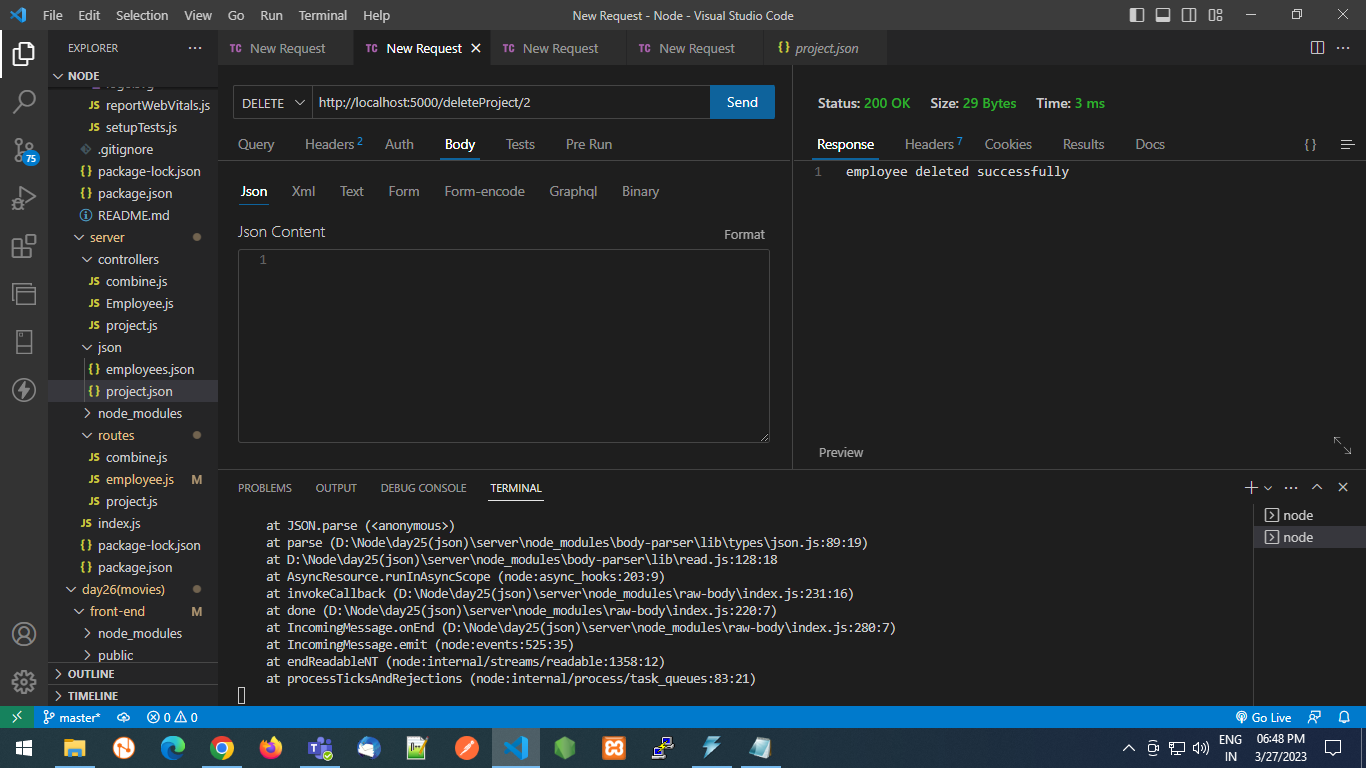 File Edit Selection View Go Run Terminal Help New Request - Node - Visual Studio Code
EXPLORER
TC New Request TC New Request TC New Request TC New Request {} project.json
NODE
JS reportWebVitals.js
JS setupTests.js
.gitignore
{} package-lock.json
{} package.json
README.md
server
controllers
JS combine.js
JS Employee.js
JS project.js
json
{} employees.json
{} project.json
node_modules
routes
JS combine.js
JS employee.js M
JS project.js
JS index.js
{} package-lock.json
{} package.json
day26(movies)
front-end M
node_modules
public
OUTLINE
TIMELINE
75
DELETE http://localhost:5000/deleteProject/2 Send
Query Headers 2 Auth Body Tests Pre Run
Json Xml Text Form Form-encode Graphql Binary
Json Content Format
1
Status: 200 OK Size: 29 Bytes Time: 3 ms
Response Headers 7 Cookies Results Docs {}
1 employee deleted successfully
Preview
PROBLEMS OUTPUT DEBUG CONSOLE TERMINAL
at JSON.parse (<anonymous>)
at parse (D:\Node\day25(json)\server\node_modules\body-parser\lib\types\json.js:89:19)
at D:\Node\day25(json)\server\node_modules\body-parser\lib\read.js:128:18
at AsyncResource.runInAsyncScope (node:async_hooks:203:9)
at invokeCallback (D:\Node\day25(json)\server\node_modules\raw-body\index.js:231:16)
at done (D:\Node\day25(json)\server\node_modules\raw-body\index.js:220:7)
at IncomingMessage.onEnd (D:\Node\day25(json)\server\node_modules\raw-body\index.js:280:7)
at IncomingMessage.emit (node:events:525:35)
at endReadableNT (node:internal/streams/readable:1358:12)
at processTicksAndRejections (node:internal/process/task_queues:83:21)
node
node
master* 0 0 Go Live
ENG 06:48 PM
IN 3/27/2023